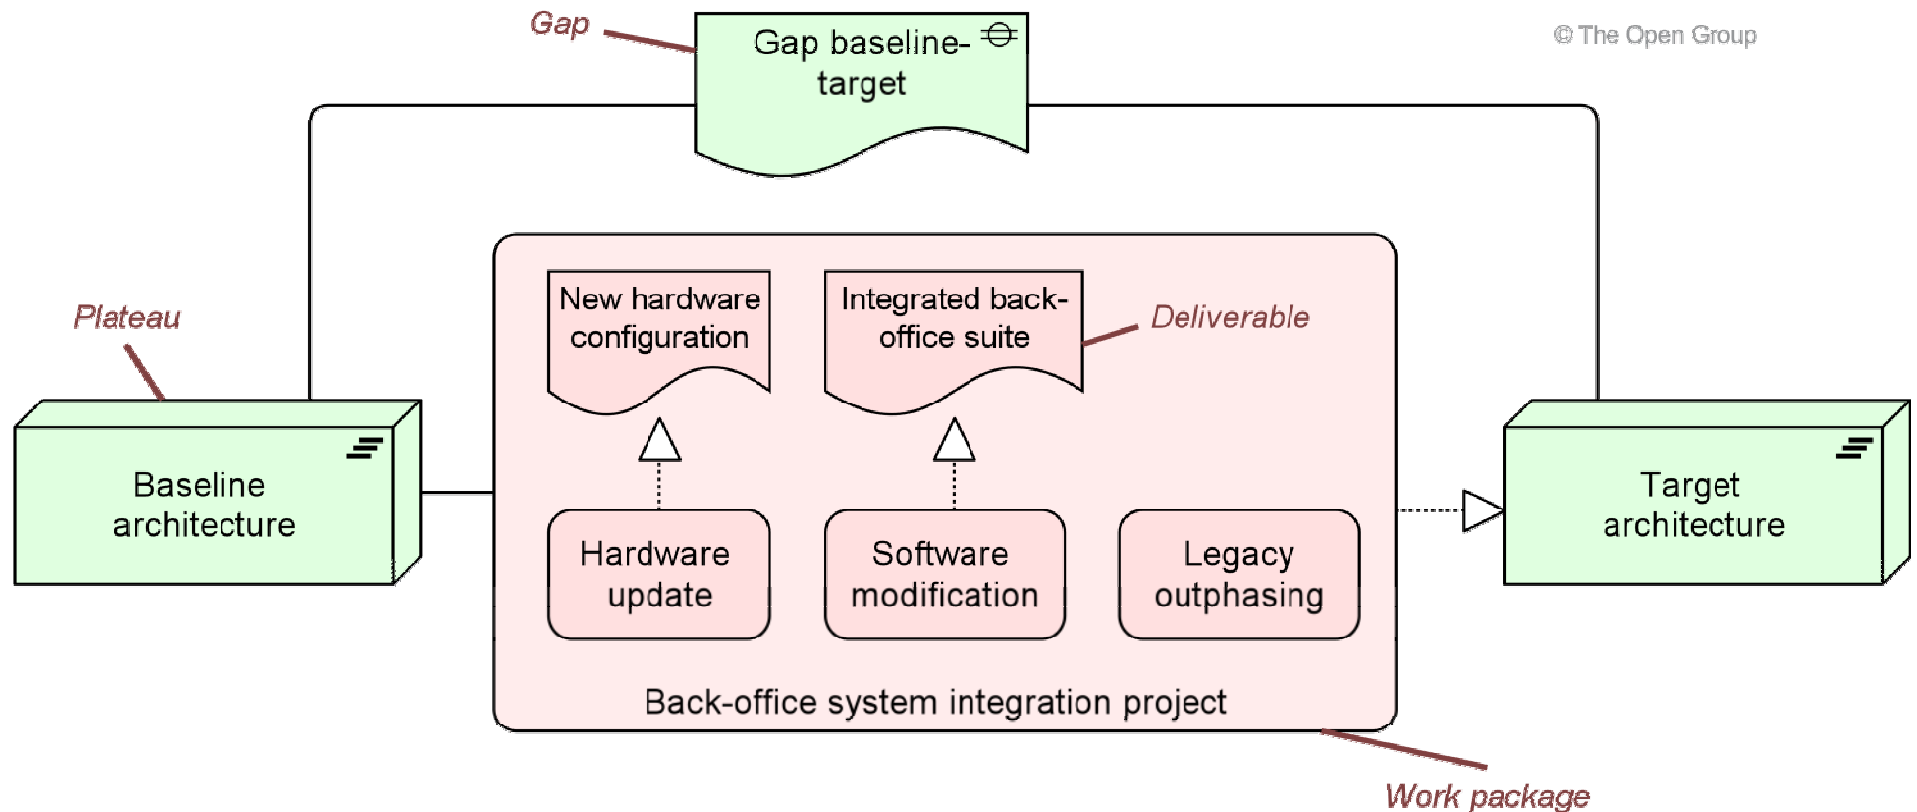 Gap
Gap baseline-
target
© The Open Group
Plateau
New hardware
configuration
Integrated back-
office suite
Deliverable
Baseline
architecture
Target
architecture
Hardware
update
Software
modification
Legacy
outphasing
Back-office system integration project
Work package